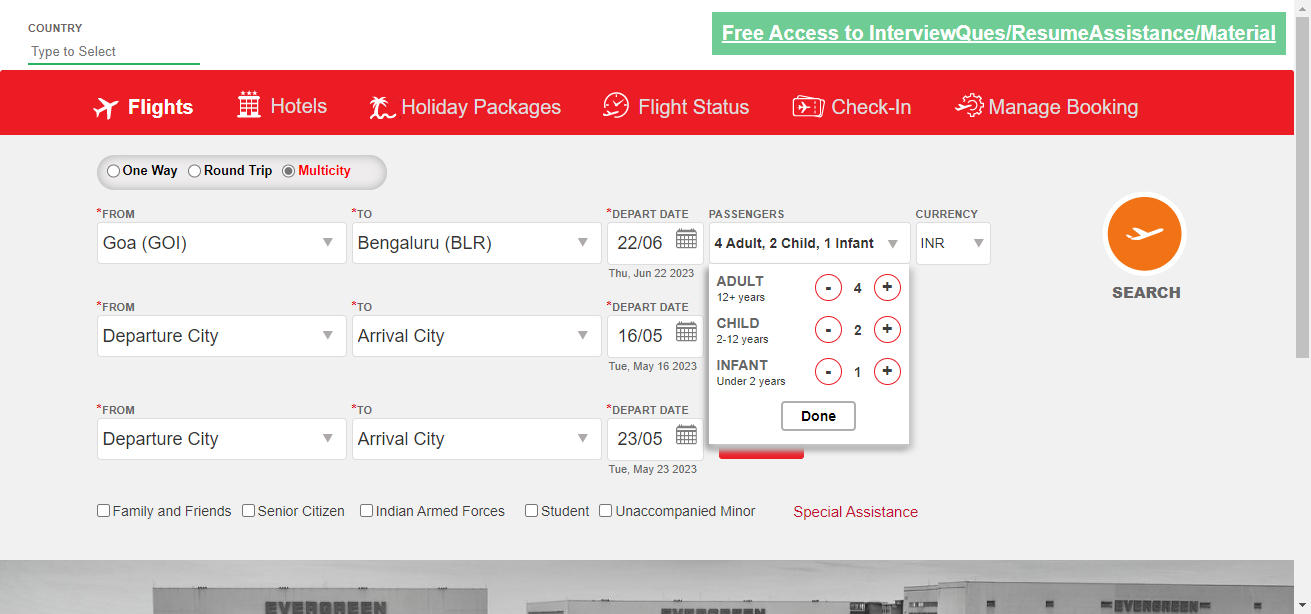 COUNTRY
Type to Select
Free Access to InterviewQues/ResumeAssistance/Material
Flights Hotels Holiday Packages Flight Status Check-In Manage Booking
One Way Round Trip Multicity
*FROM *TO *DEPART DATE PASSENGERS CURRENCY
Goa (GOI) Bengaluru (BLR) 22/06 4 Adult, 2 Child, 1 Infant INR
Thu, Jun 22 2023
ADULT - 4 +
12+ years
SEARCH
*FROM *TO *DEPART DATE
CHILD - 2 +
2-12 years
Departure City Arrival City 16/05
Tue, May 16 2023
INFANT - 1 +
Under 2 years
*FROM *TO *DEPART DATE
Done
Departure City Arrival City 23/05
Tue, May 23 2023
Family and Friends Senior Citizen Indian Armed Forces Student Unaccompanied Minor Special Assistance
EVERGREEN EVERGREEN EVERGREEN